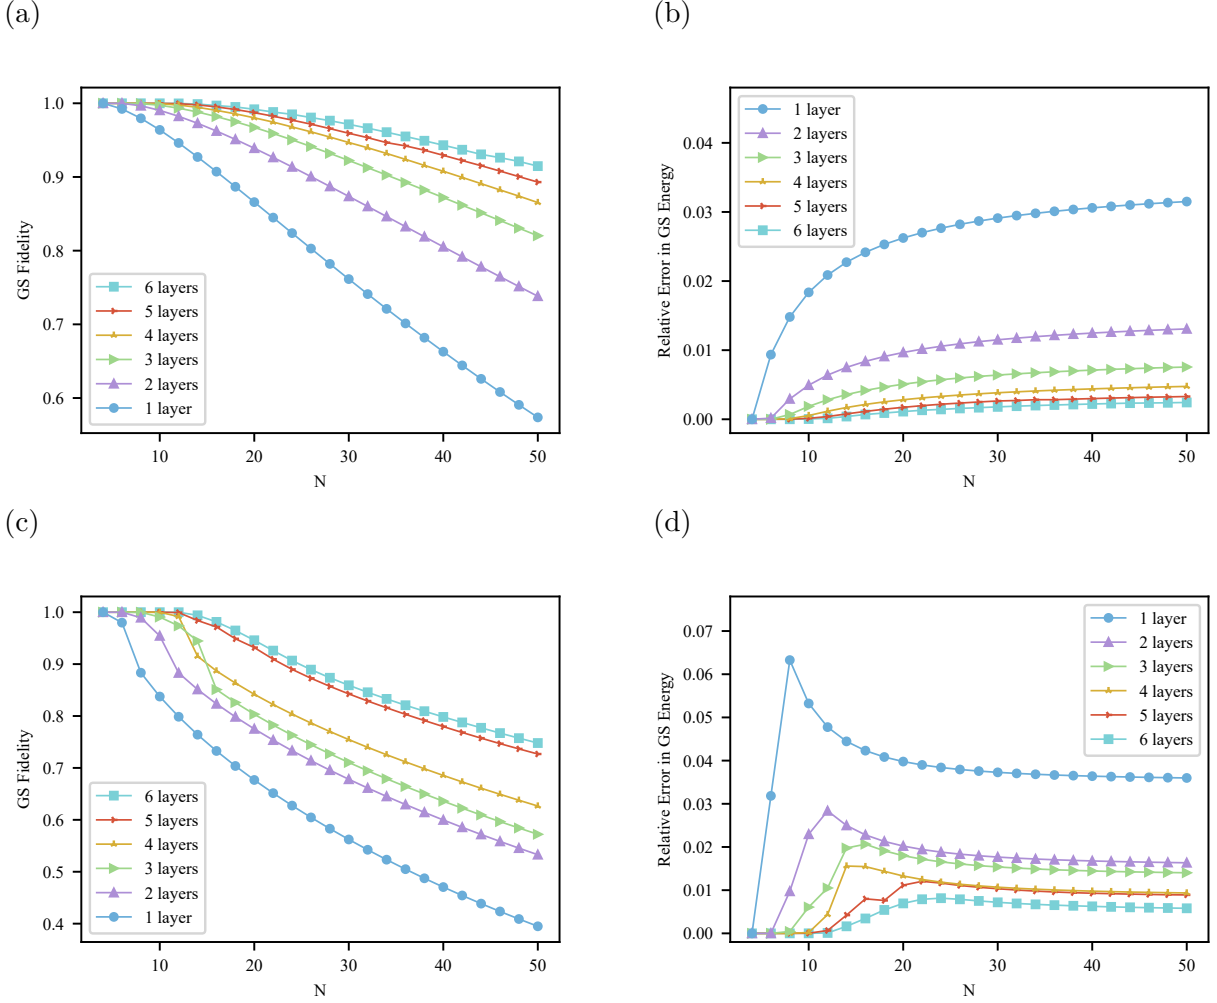 (a)
GS Fidelity
1.0
0.9
0.8
0.7
0.6
6 layers
5 layers
4 layers
3 layers
2 layers
1 layer
10
20
30
40
50
N
(b)
Relative Error in GS Energy
0.04
0.03
0.02
0.01
0.00
1 layer
2 layers
3 layers
4 layers
5 layers
6 layers
10
20
30
40
50
N
(c)
GS Fidelity
1.0
0.9
0.8
0.7
0.6
0.5
0.4
6 layers
5 layers
4 layers
3 layers
2 layers
1 layer
10
20
30
40
50
N
(d)
Relative Error in GS Energy
0.07
0.06
0.05
0.04
0.03
0.02
0.01
0.00
1 layer
2 layers
3 layers
4 layers
5 layers
6 layers
10
20
30
40
50
N